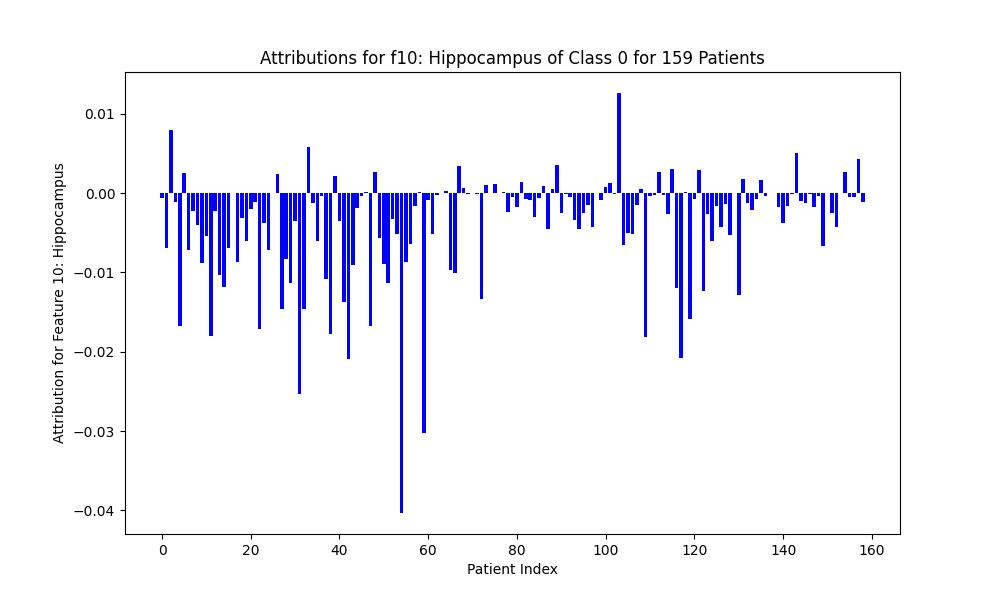 Attributions for f10: Hippocampus of Class 0 for 159 Patients
Attribution for Feature 10: Hippocampus
0.01
0.00
−0.01
−0.02
−0.03
−0.04
0 20 40 60 80 100 120 140 160
Patient Index